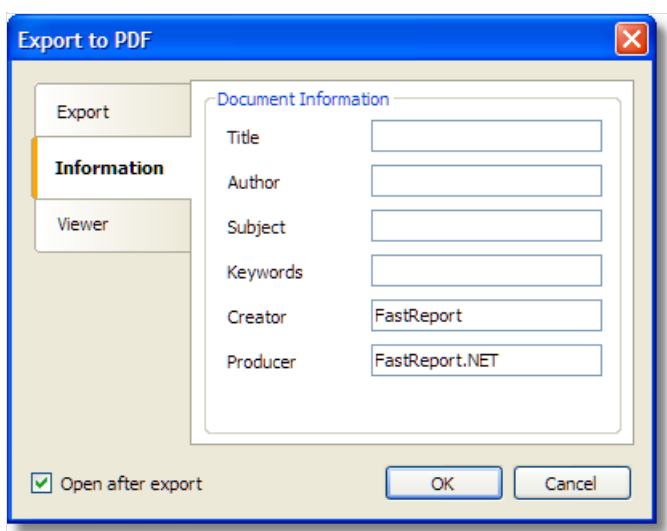 Export to PDF
Export
Information
Viewer
Document Information
Title
Author
Subject
Keywords
Creator FastReport
Producer FastReport.NET
Open after export
OK
Cancel